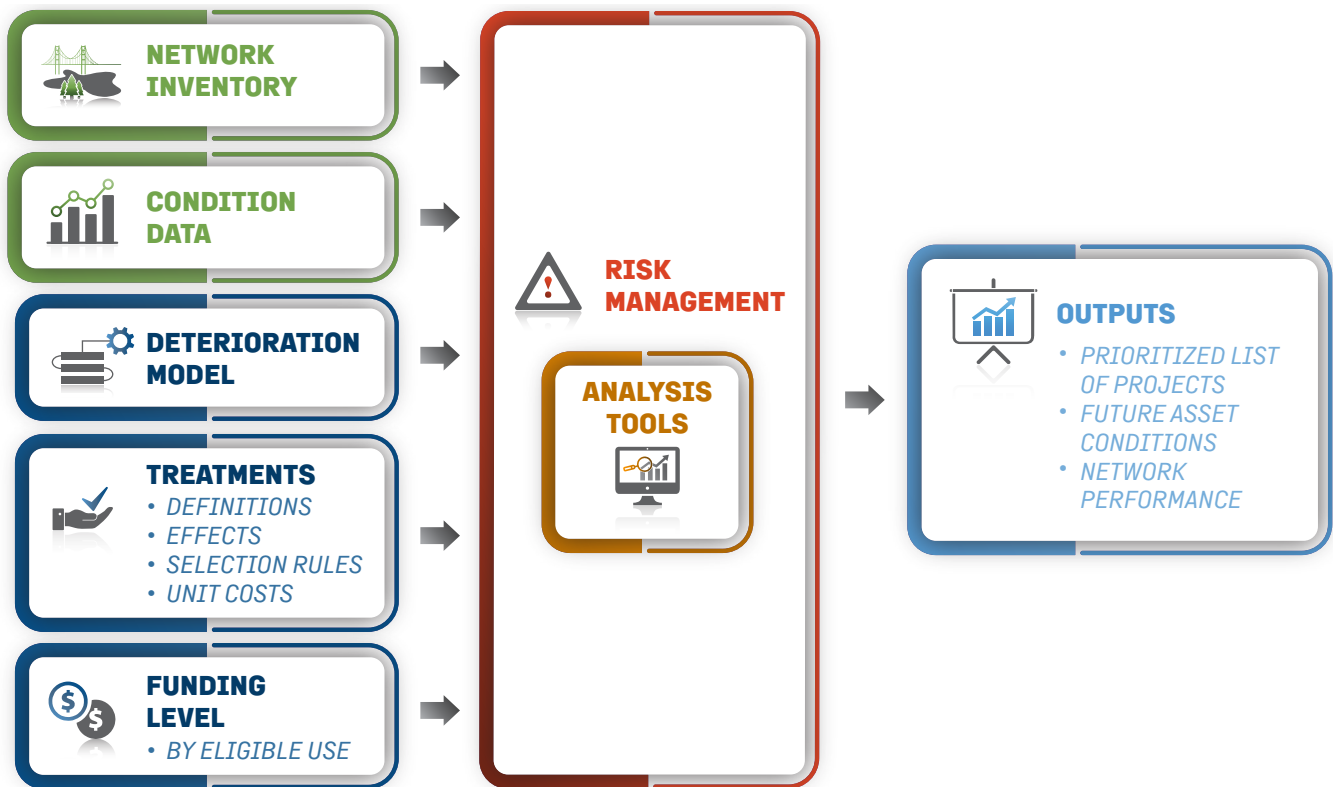 NETWORK
INVENTORY
CONDITION
DATA
DETERIORATION
MODEL
TREATMENTS
• DEFINITIONS
• EFFECTS
• SELECTION RULES
• UNIT COSTS
FUNDING
LEVEL
• BY ELIGIBLE USE
RISK
MANAGEMENT
ANALYSIS
TOOLS
OUTPUTS
• PRIORITIZED LIST
OF PROJECTS
• FUTURE ASSET
CONDITIONS
• NETWORK
PERFORMANCE